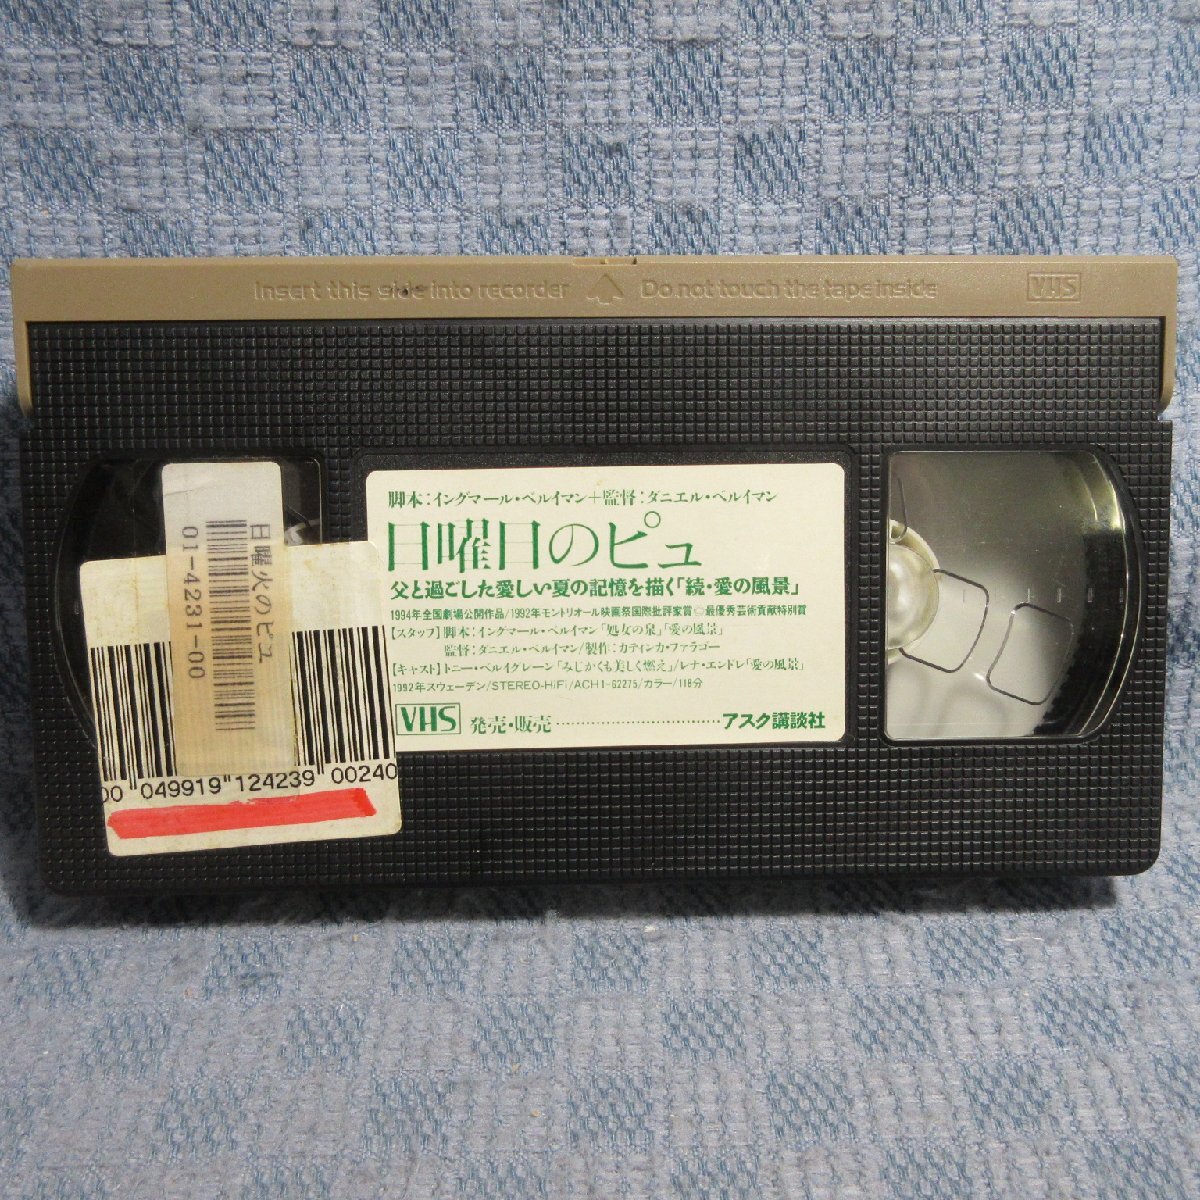 Insert this side into recorder
Do not touch the tape inside
VHS
脚本:イングマール・ベルイマン+監督:ダニエル・ベルイマン
日曜日のピュ
父と過ごした愛しい夏の記憶を描く「続・愛の風景」
1994年全国劇場公開作品/1992年モントリオール映画祭国際批評家賞◎最優秀芸術貢献特別賞
【スタッフ】脚本:イングマール・ベルイマン「処女の泉」「愛の風景」
監督:ダニエル・ベルイマン/製作:カティンカ・ファラゴー
【キャスト】トニー・ベルイグレーン「みじかくも美しく燃え」/レナ・エンドレ「愛の風景」
1992年スウェーデン/STEREO-HiFi/ACH1-62275/カラー/118分
VHS 発売・販売……………………アスク講談社
日曜火のピュ
01-4231-00
00 049919 124239 00240